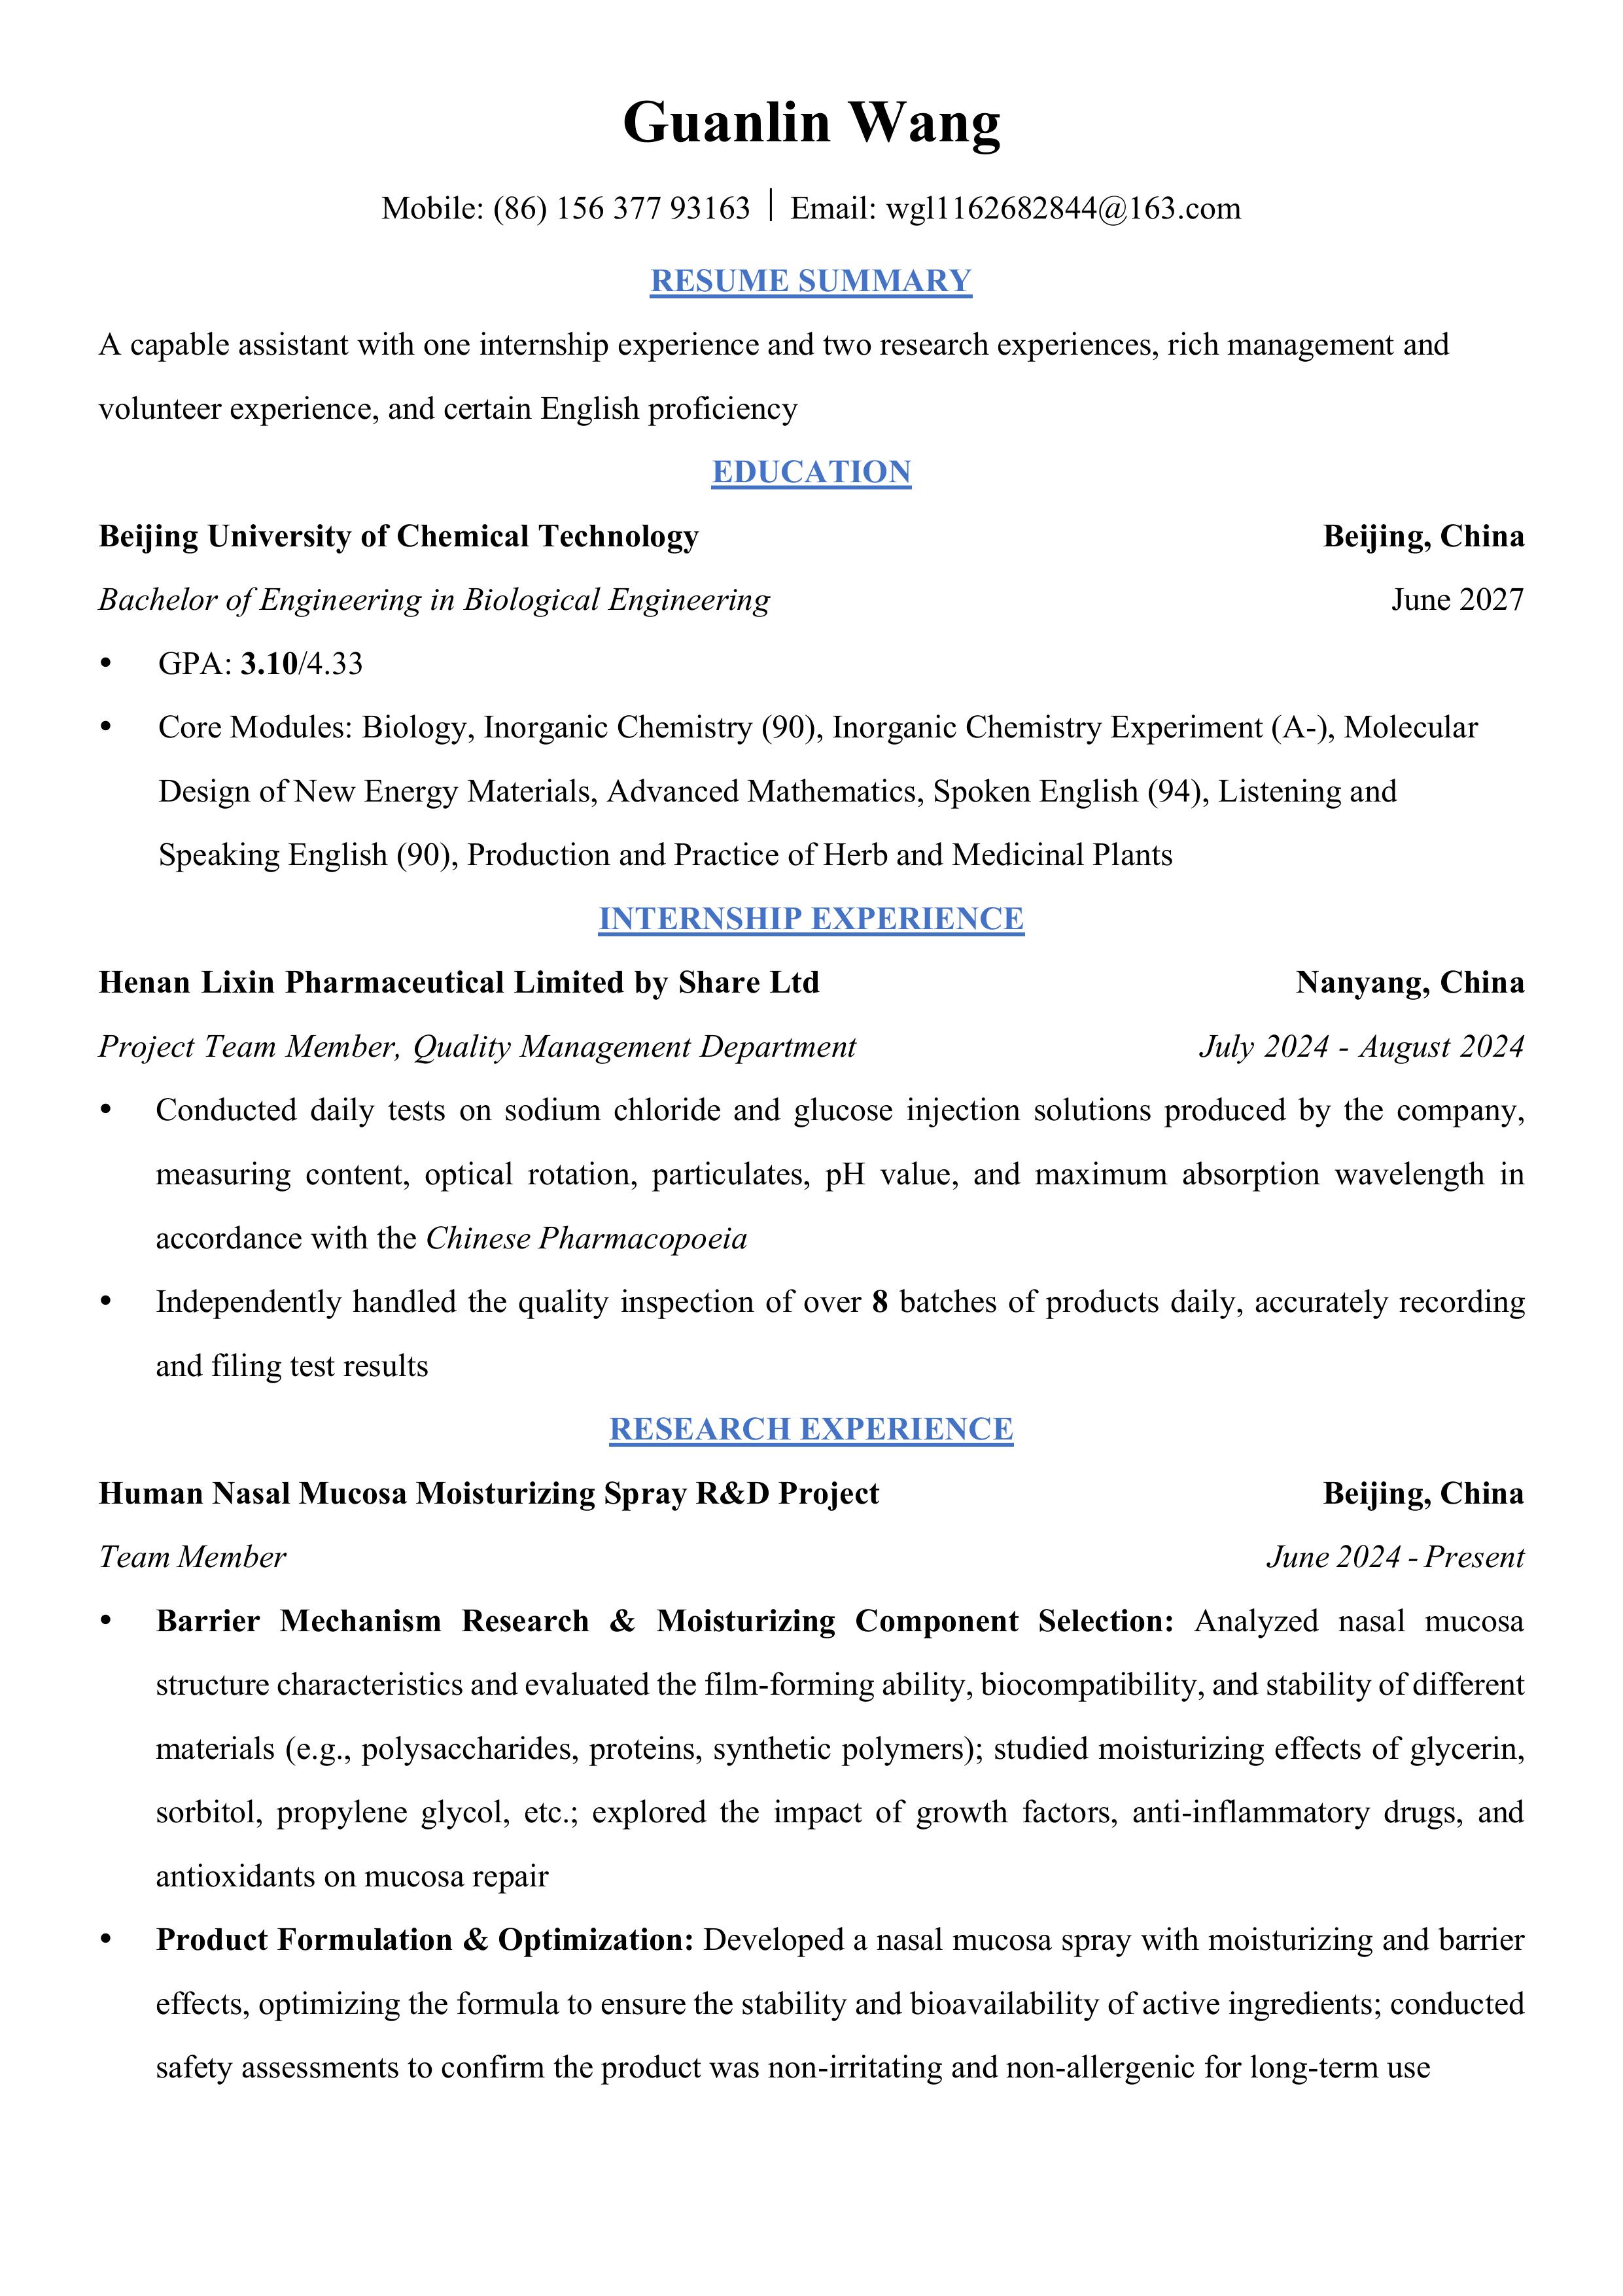 Guanlin Wang
Mobile: (86) 156 377 93163 | Email: wgl1162682844@163.com
RESUME SUMMARY
A capable assistant with one internship experience and two research experiences, rich management and
volunteer experience, and certain English proficiency
EDUCATION
Beijing University of Chemical Technology Beijing, China
Bachelor of Engineering in Biological Engineering June 2027
• GPA: 3.10/4.33
• Core Modules: Biology, Inorganic Chemistry (90), Inorganic Chemistry Experiment (A-), Molecular
Design of New Energy Materials, Advanced Mathematics, Spoken English (94), Listening and
Speaking English (90), Production and Practice of Herb and Medicinal Plants
INTERNSHIP EXPERIENCE
Henan Lixin Pharmaceutical Limited by Share Ltd Nanyang, China
Project Team Member, Quality Management Department July 2024 - August 2024
• Conducted daily tests on sodium chloride and glucose injection solutions produced by the company,
measuring content, optical rotation, particulates, pH value, and maximum absorption wavelength in
accordance with the Chinese Pharmacopoeia
• Independently handled the quality inspection of over 8 batches of products daily, accurately recording
and filing test results
RESEARCH EXPERIENCE
Human Nasal Mucosa Moisturizing Spray R&D Project Beijing, China
Team Member June 2024 - Present
• Barrier Mechanism Research & Moisturizing Component Selection: Analyzed nasal mucosa
structure characteristics and evaluated the film-forming ability, biocompatibility, and stability of different
materials (e.g., polysaccharides, proteins, synthetic polymers); studied moisturizing effects of glycerin,
sorbitol, propylene glycol, etc.; explored the impact of growth factors, anti-inflammatory drugs, and
antioxidants on mucosa repair
• Product Formulation & Optimization: Developed a nasal mucosa spray with moisturizing and barrier
effects, optimizing the formula to ensure the stability and bioavailability of active ingredients; conducted
safety assessments to confirm the product was non-irritating and non-allergenic for long-term use